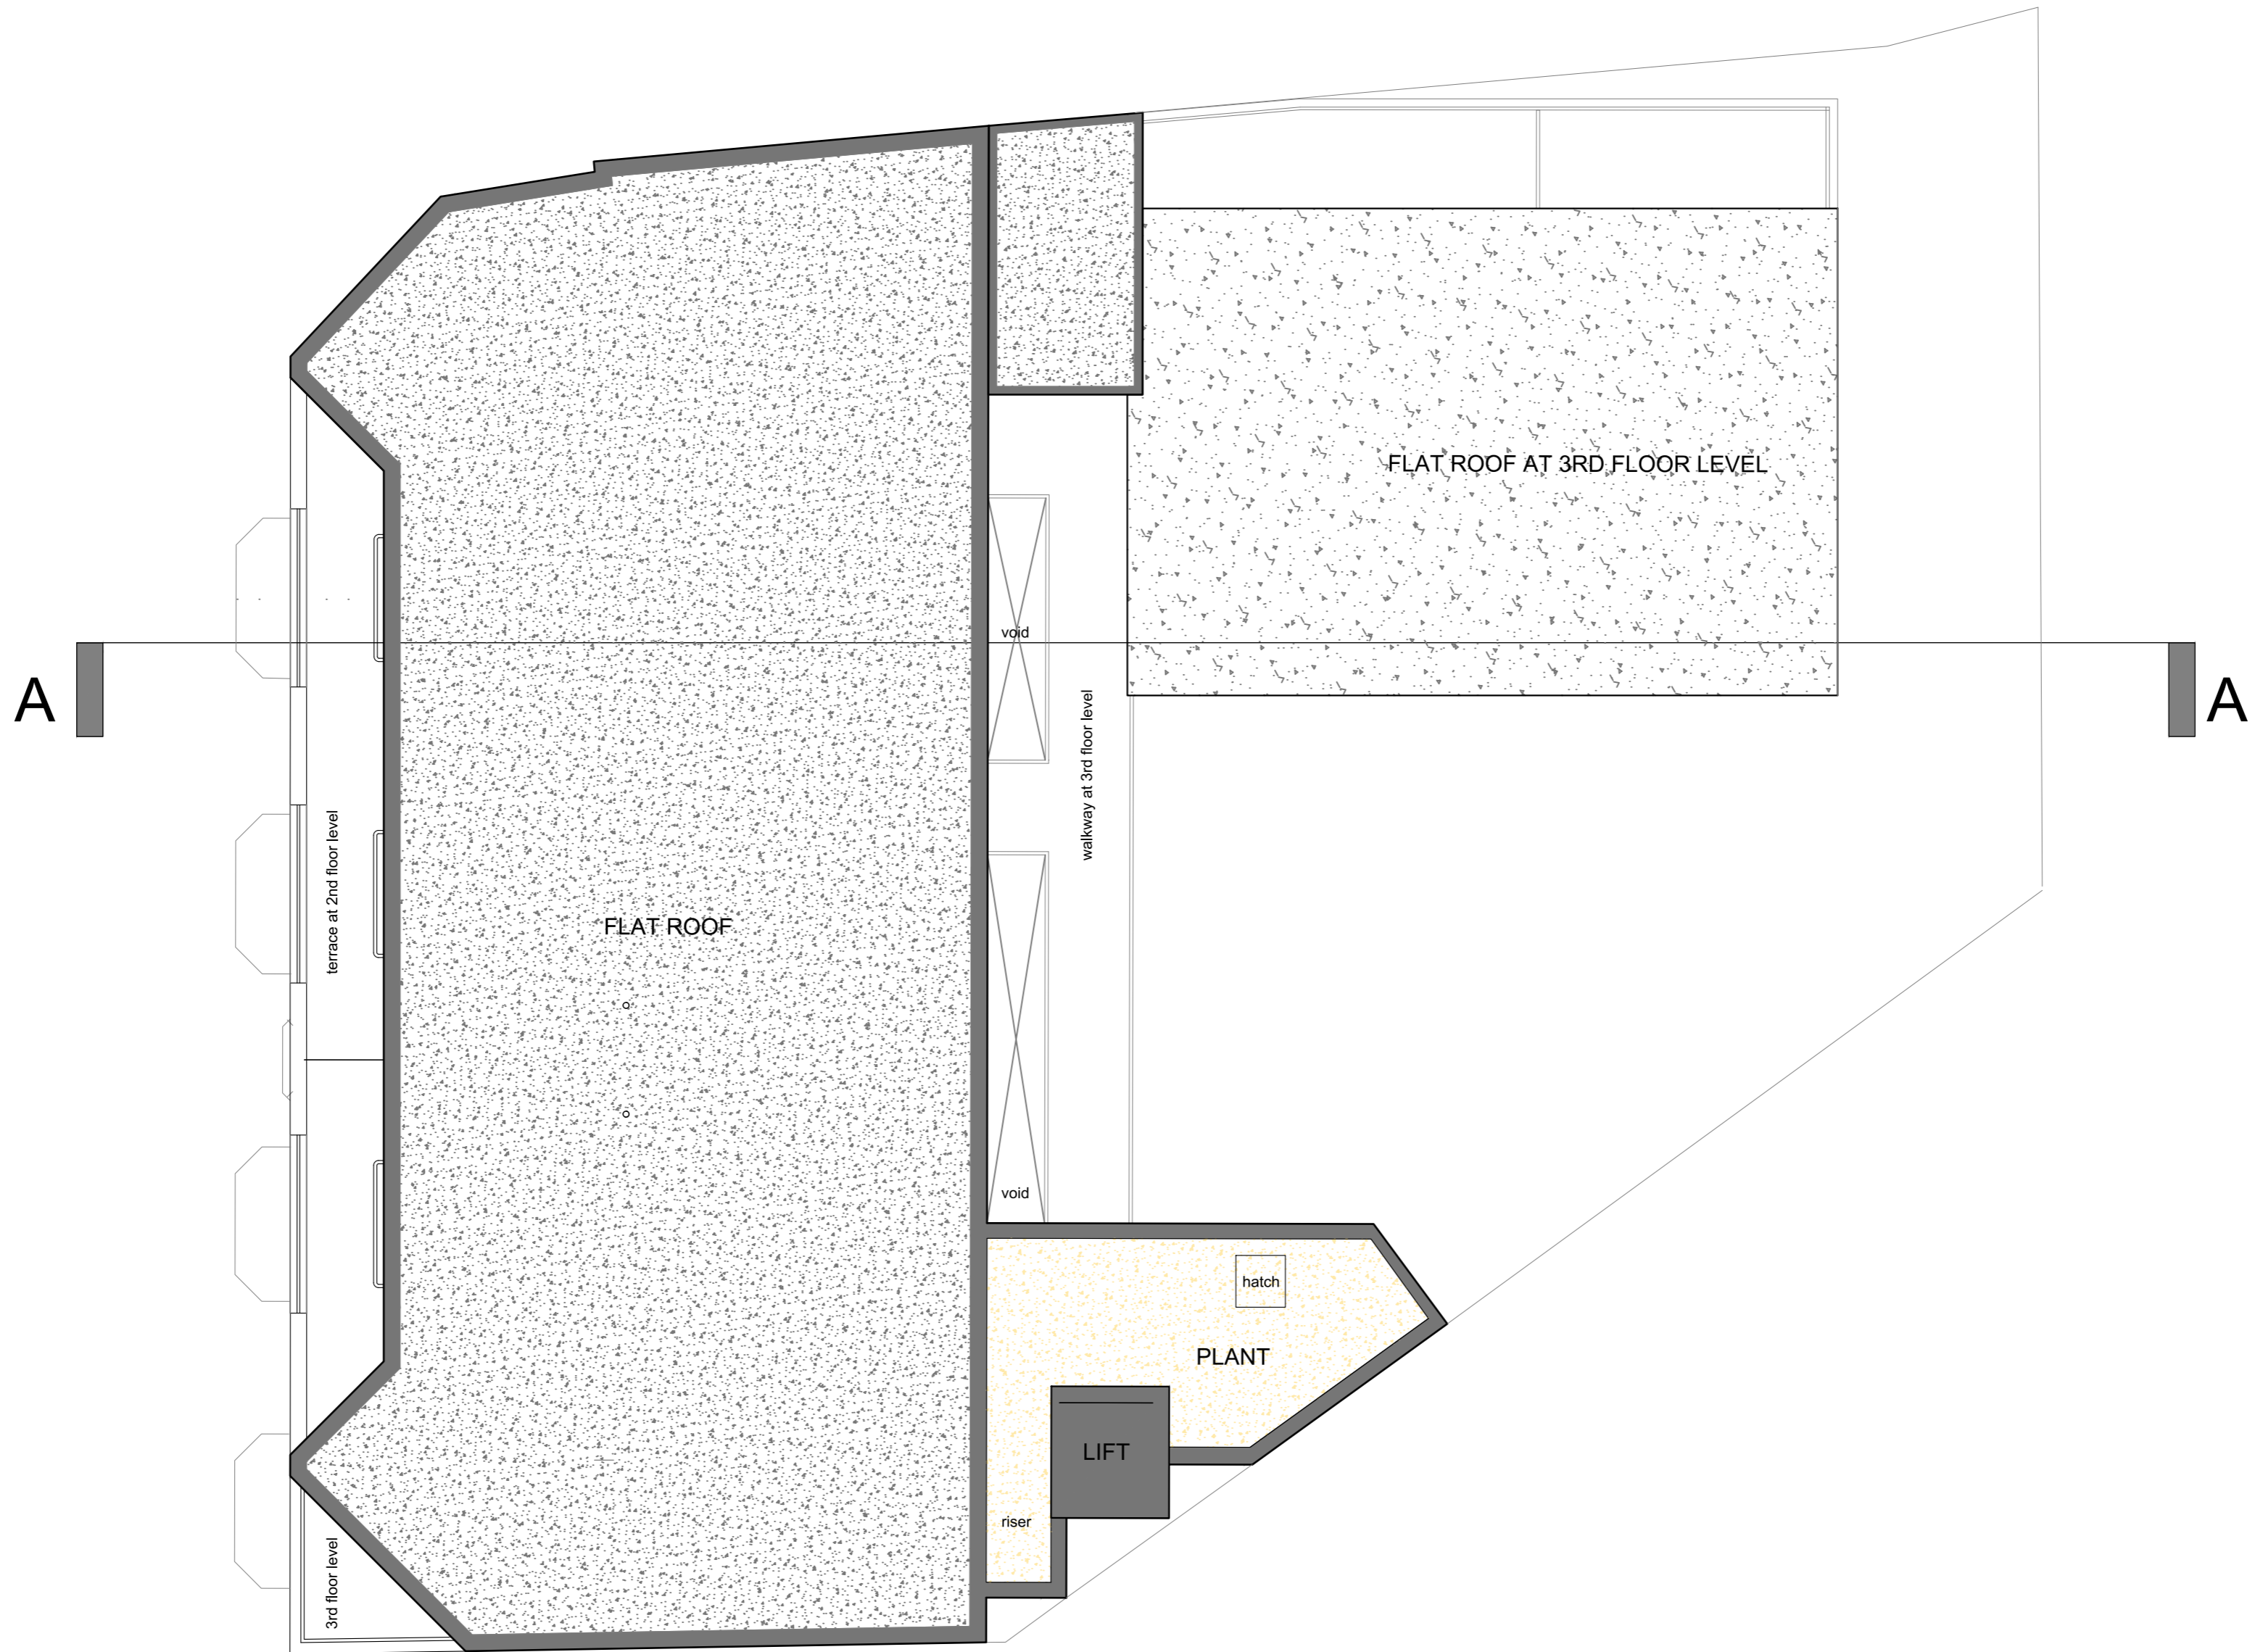 FLAT ROOF AT 3RD FLOOR LEVEL
void
A
A
walkway at 3rd floor level
terrace at 2nd floor level
FLAT ROOF
void
hatch
PLANT
LIFT
riser
3rd floor level